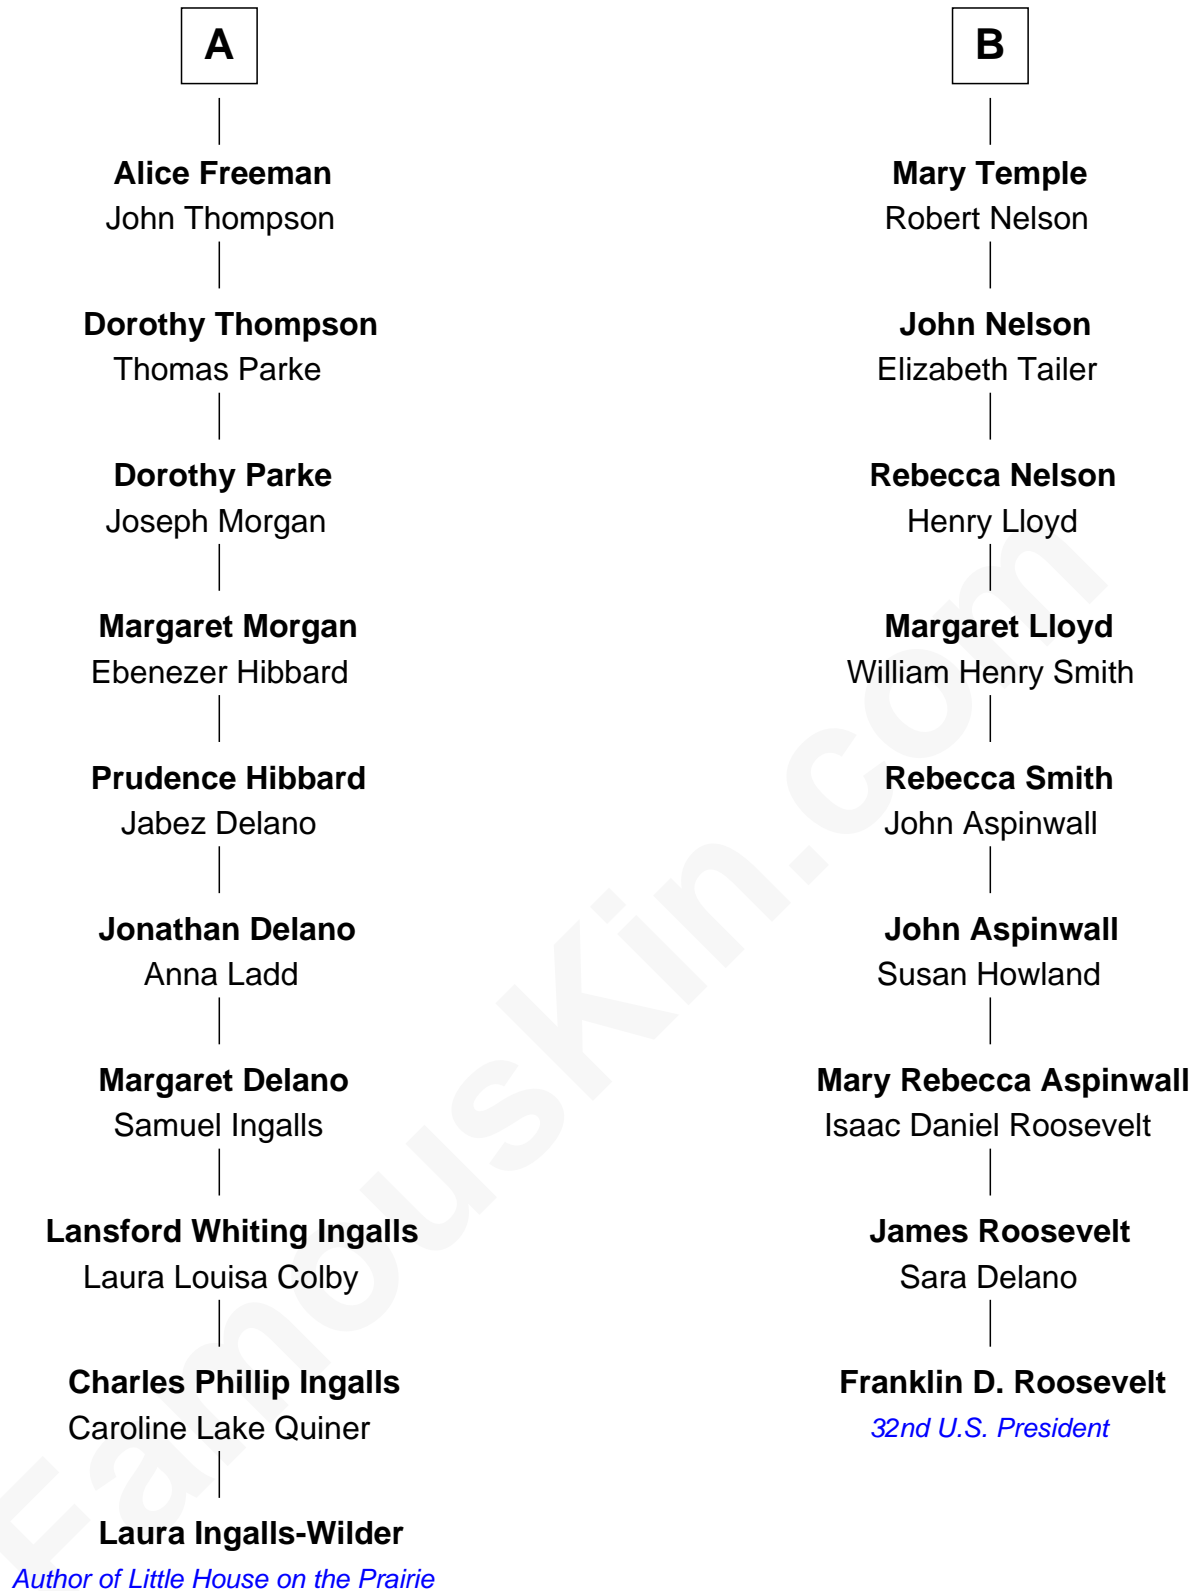 A
Alice Freeman
John Thompson
Dorothy Thompson
Thomas Parke
Dorothy Parke
Joseph Morgan
Margaret Morgan
Ebenezer Hibbard
Prudence Hibbard
Jabez Delano
Jonathan Delano
Anna Ladd
Margaret Delano
Samuel Ingalls
Lansford Whiting Ingalls
Laura Louisa Colby
Charles Phillip Ingalls
Caroline Lake Quiner
Laura Ingalls-Wilder
Author of Little House on the Prairie
B
Mary Temple
Robert Nelson
John Nelson
Elizabeth Tailer
Rebecca Nelson
Henry Lloyd
Margaret Lloyd
William Henry Smith
Rebecca Smith
John Aspinwall
John Aspinwall
Susan Howland
Mary Rebecca Aspinwall
Isaac Daniel Roosevelt
James Roosevelt
Sara Delano
Franklin D. Roosevelt
32nd U.S. President
FamousKin.com